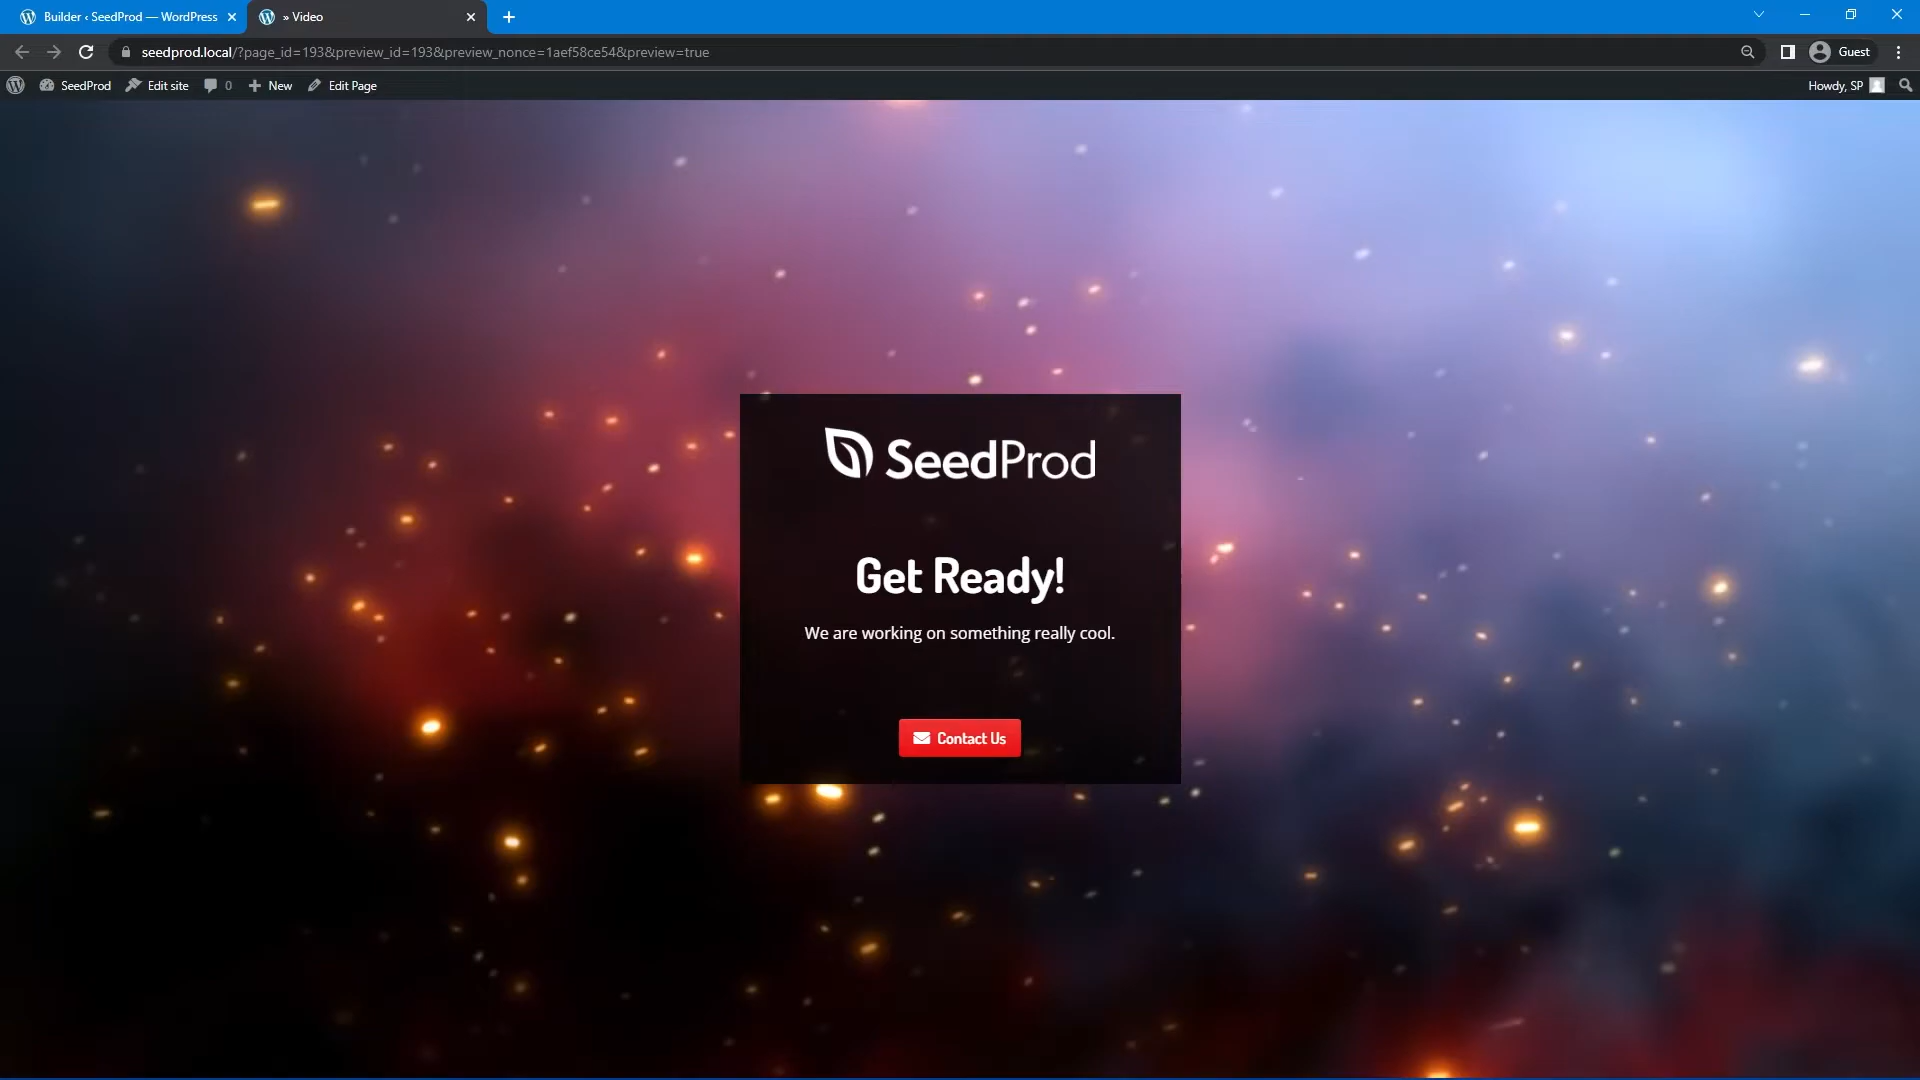 Builder ‹ SeedProd — WordPress
» Video
seedprod.local/?page_id=193&preview_id=193&preview_nonce=1aef58ce54&preview=true
Guest
SeedProd
Edit site
0
New
Edit Page
Howdy, SP
SeedProd
Get Ready!
We are working on something really cool.
Contact Us